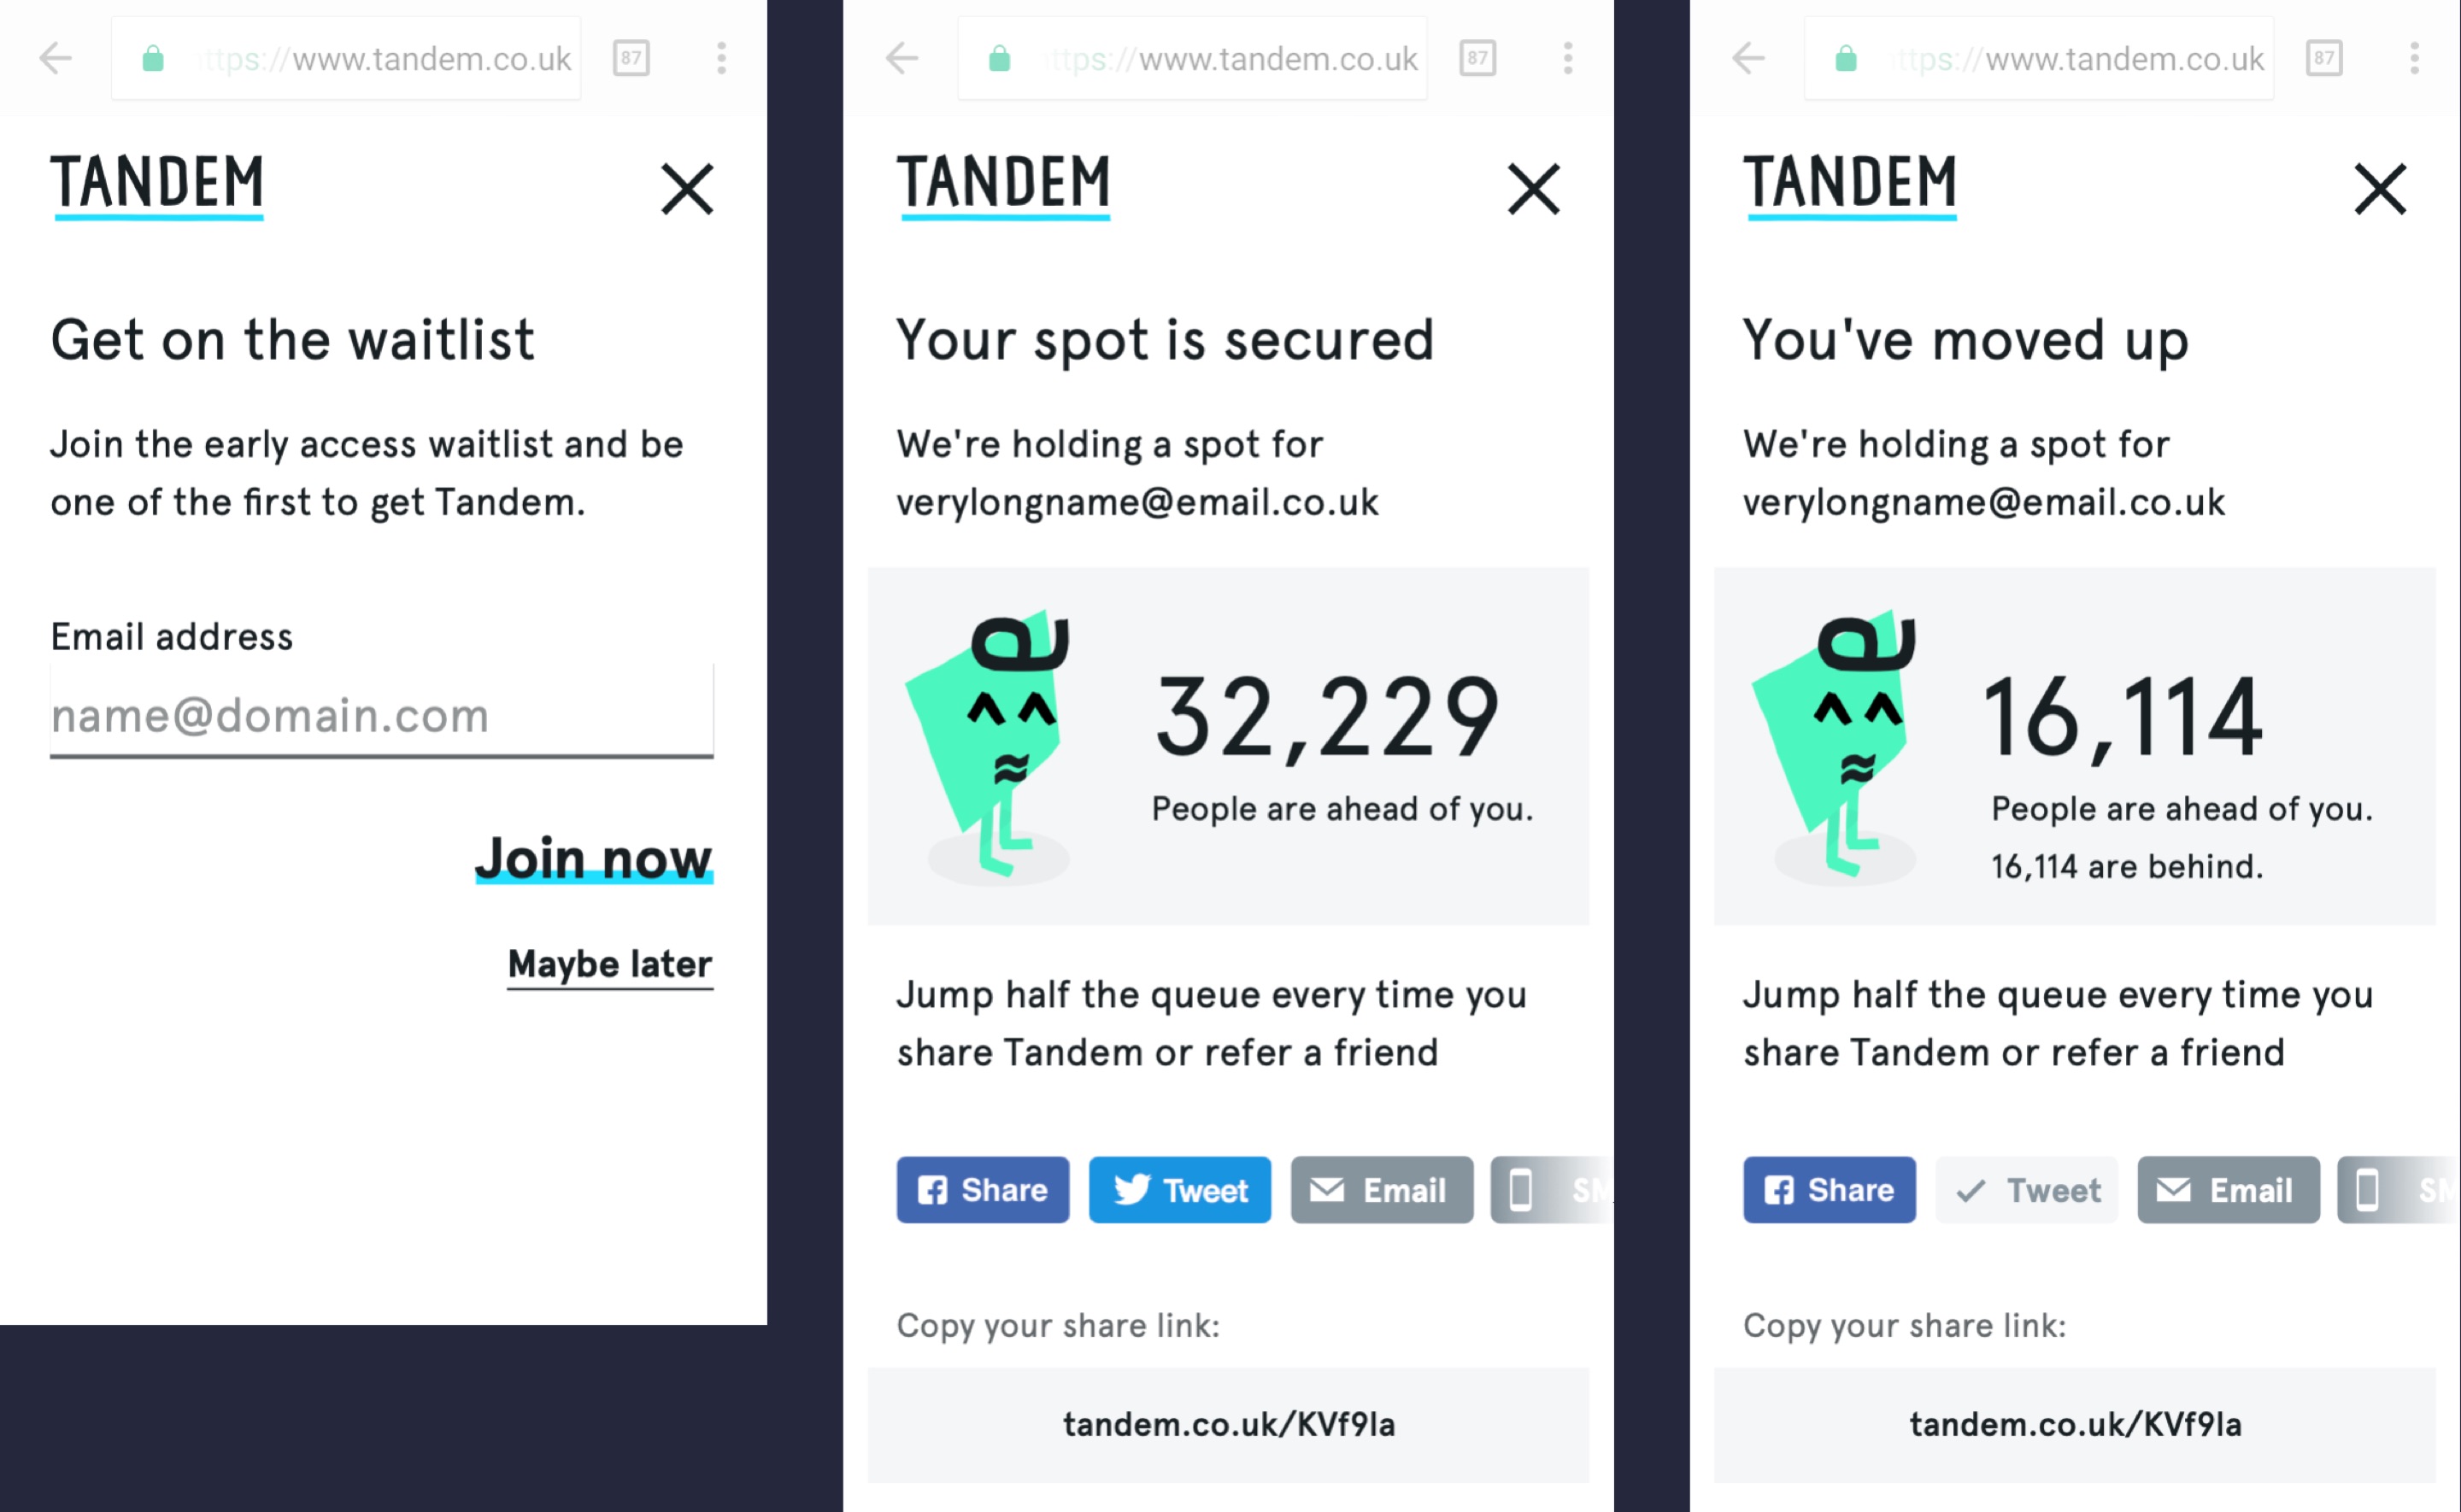 ttps://www.tandem.co.uk
87
TANDEM
Get on the waitlist
Join the early access waitlist and be
one of the first to get Tandem.
Email address
name@domain.com
Join now
Maybe later
ttps://www.tandem.co.uk
87
TANDEM
Your spot is secured
We're holding a spot for
verylongname@email.co.uk
32,229
People are ahead of you.
Jump half the queue every time you
share Tandem or refer a friend
Share
Tweet
Email
SM
Copy your share link:
tandem.co.uk/KVf9la
ttps://www.tandem.co.uk
87
TANDEM
You've moved up
We're holding a spot for
verylongname@email.co.uk
16,114
People are ahead of you.
16,114 are behind.
Jump half the queue every time you
share Tandem or refer a friend
Share
Tweet
Email
SM
Copy your share link:
tandem.co.uk/KVf9la